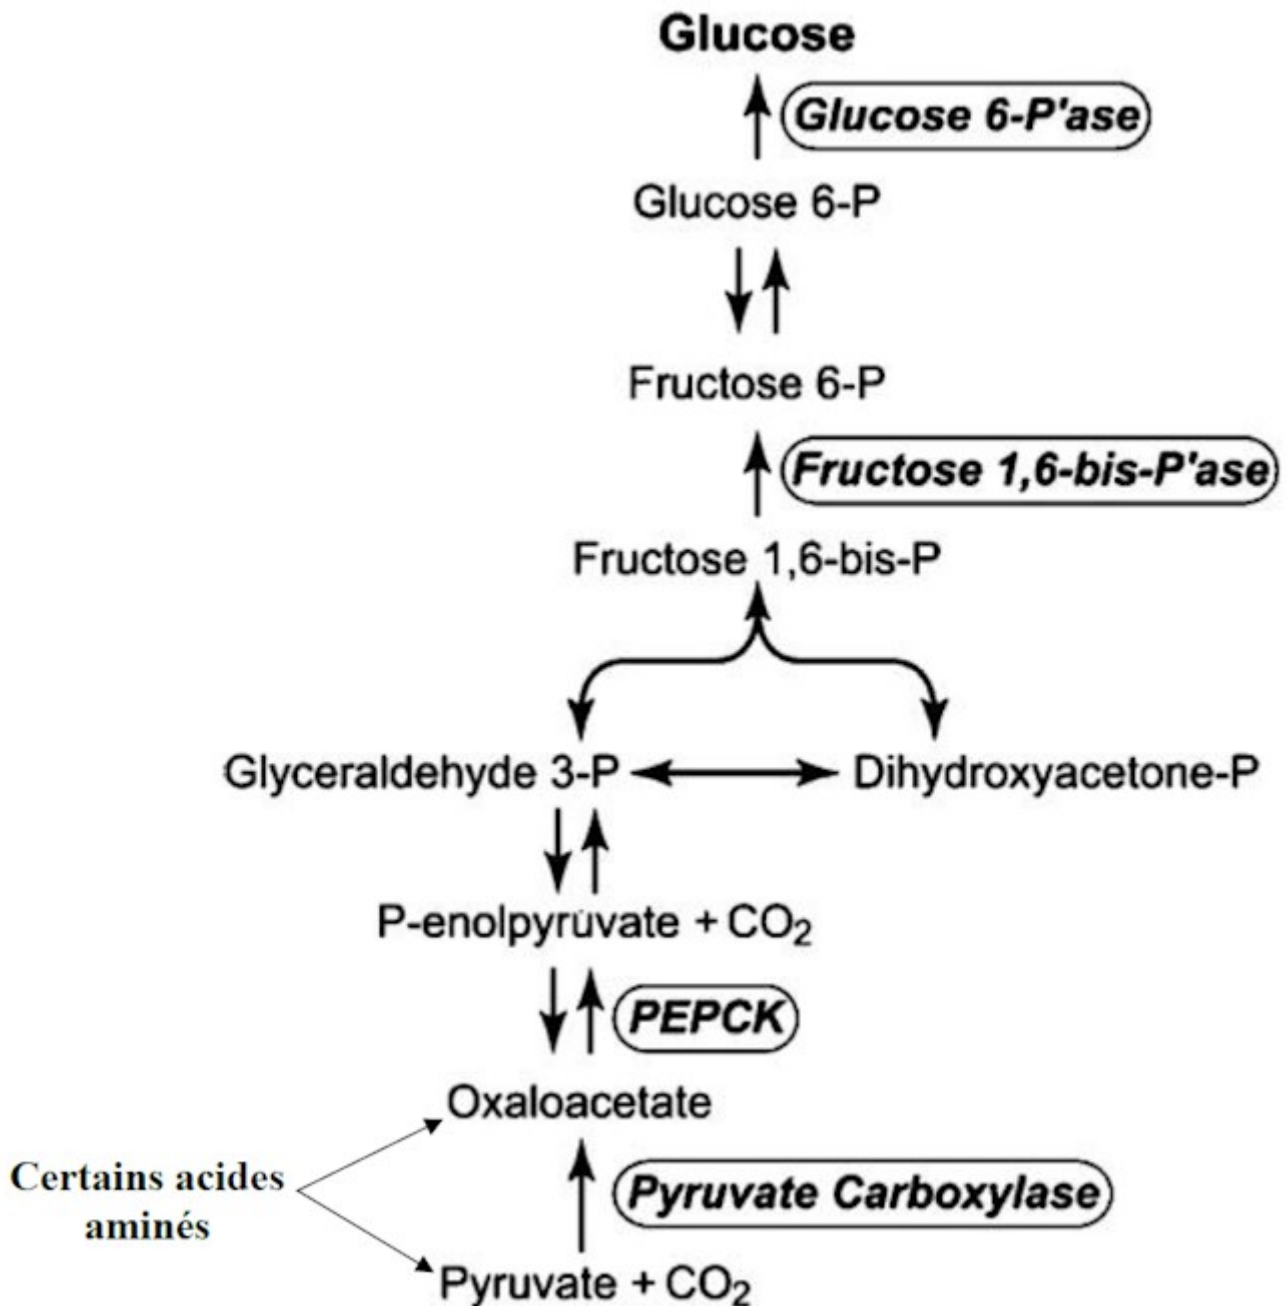 Glucose
Glucose 6-P'ase
Glucose 6-P
Fructose 6-P
Fructose 1,6-bis-P'ase
Fructose 1,6-bis-P
Glyceraldehyde 3-P
Dihydroxyacetone-P
P-enolpyruvate + CO₂
PEPCK
Oxaloacetate
Certains acides
aminés
Pyruvate Carboxylase
Pyruvate + CO₂